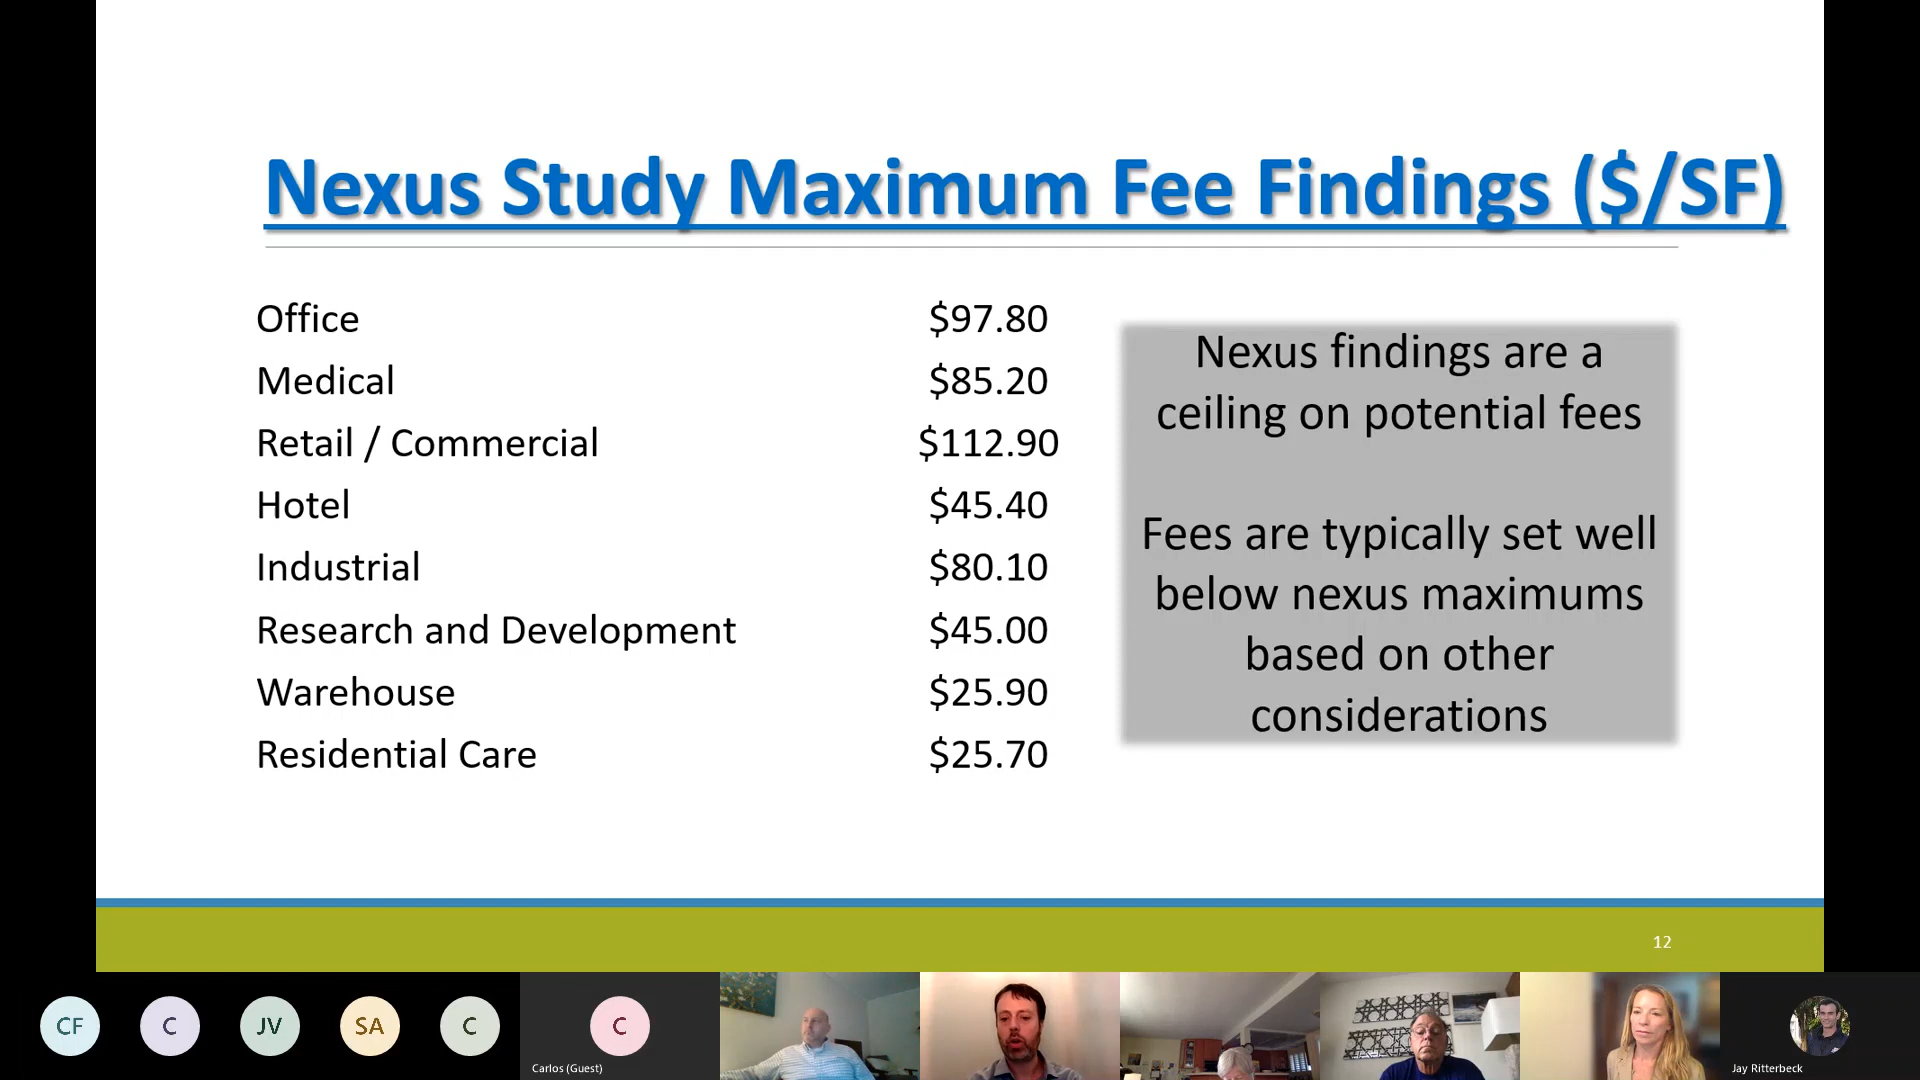 Nexus Study Maximum Fee Findings ($/SF)
Office $97.80
Medical $85.20
Retail / Commercial $112.90
Hotel $45.40
Industrial $80.10
Research and Development $45.00
Warehouse $25.90
Residential Care $25.70
Nexus findings are a
ceiling on potential fees
Fees are typically set well
below nexus maximums
based on other
considerations
12
CF
C
JV
SA
C
C
Carlos (Guest)
Jay Ritterbeck